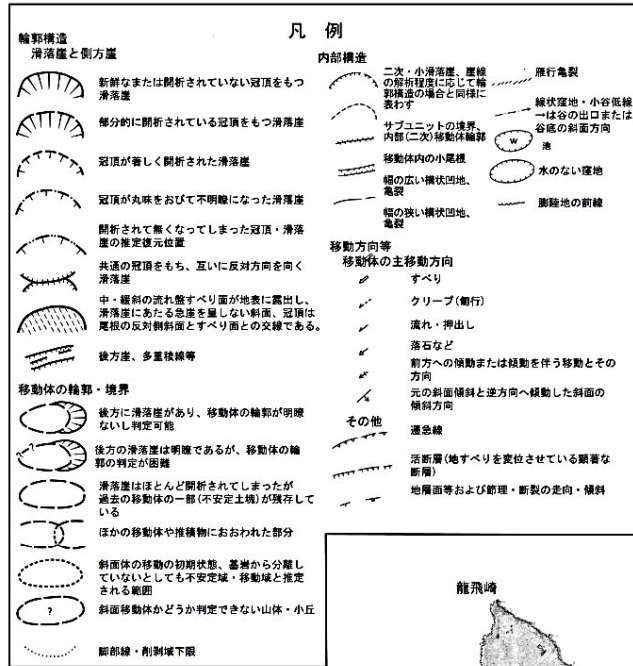 凡 例
輪郭構造
滑落崖と側方崖
新鮮なまたは開析されていない冠頂をもつ
滑落崖
部分的に開析されている冠頂をもつ滑落崖
冠頂が著しく開析された滑落崖
冠頂が丸味をおびて不明瞭になった滑落崖
開析されて無くなってしまった冠頂・滑落
崖の推定復元位置
共通の冠頂をもち、互いに反対方向を向く
滑落崖
中・緩斜の流れ盤すべり面が地表に露出し、
滑落崖にあたる急崖を呈しない斜面、冠頂は
尾根の反対側斜面とすべり面との交線である。
後方崖、多重稜線等
移動体の輪郭・境界
後方に滑落崖があり、移動体の輪郭が明瞭
ないし判定可能
後方の滑落崖は明瞭であるが、移動体の輪
郭の判定が困難
滑落崖はほとんど開析されてしまったが
過去の移動体の一部(不安定土塊)が残存して
いる
ほかの移動体や堆積物におおわれた部分
斜面体の移動の初期状態、基岩から分離し
ていないとしても不安定域・移動域と推定
される範囲
?
斜面移動体かどうか判定できない山体・小丘
脚部線・削剥域下限
内部構造
二次・小滑落崖、崖線
の解析程度に応じて輪
郭構造の場合と同様に
表わす
サブユニットの境界、
内部(二次)移動体輪郭
移動体内の小尾根
幅の広い横状凹地、
亀裂
幅の狭い横状凹地、
亀裂
雁行亀裂
線状窪地・小谷低線
→は谷の出口または
谷底の斜面方向
W
池
水のない窪地
膨隆地の前線
移動方向等
移動体の主移動方向
すべり
クリープ(匍行)
流れ・押出し
落石など
前方への傾動または傾動を伴う移動とその
方向
元の斜面傾斜と逆方向へ傾動した斜面の
傾斜方向
その他
遷急線
活断層(地すべりを変位させている顕著な
断層)
地層面等および節理・断裂の走向・傾斜
龍飛崎